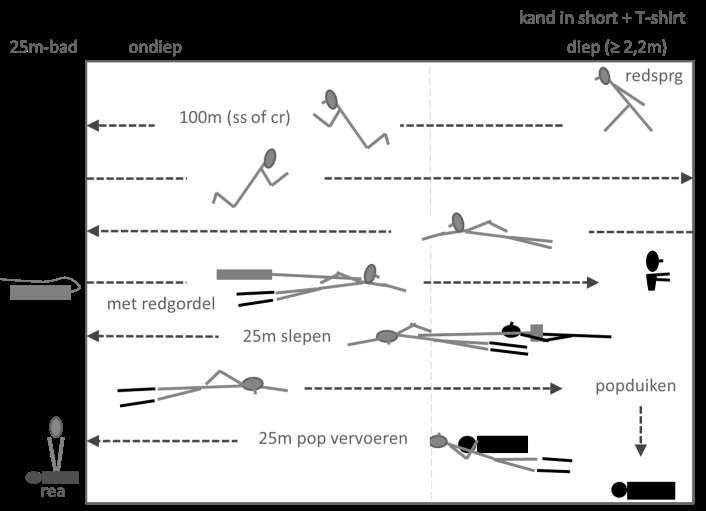 kand in short + T-shirt
25m-bad
ondiep
diep (≥ 2,2m)
redsprg
100m (ss of cr)
met redgordel
25m slepen
popduiken
25m pop vervoeren
rea